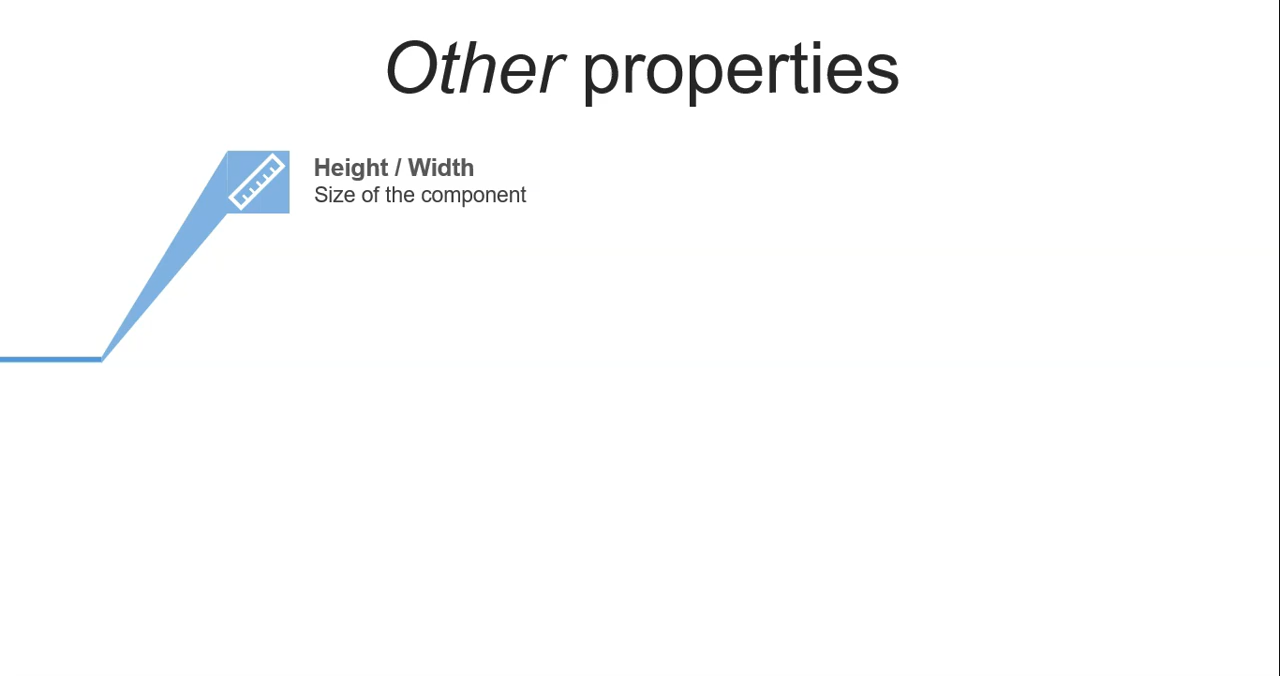 Other properties
Height / Width
Size of the component